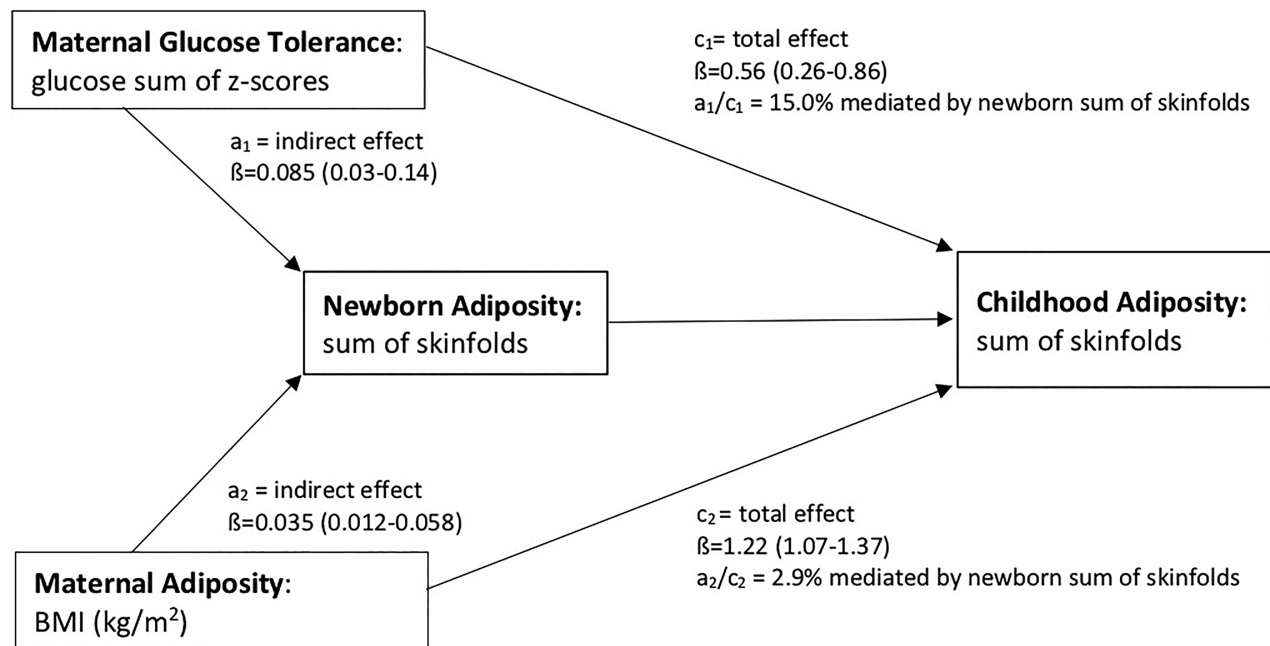 Maternal Glucose Tolerance:
glucose sum of z-scores
c₁= total effect
ß=0.56 (0.26-0.86)
a₁/c₁ = 15.0% mediated by newborn sum of skinfolds
a₁ = indirect effect
ß=0.085 (0.03-0.14)
Newborn Adiposity:
sum of skinfolds
Childhood Adiposity:
sum of skinfolds
a₂ = indirect effect
ß=0.035 (0.012-0.058)
c₂ = total effect
ß=1.22 (1.07-1.37)
a₂/c₂ = 2.9% mediated by newborn sum of skinfolds
Maternal Adiposity:
BMI (kg/m²)